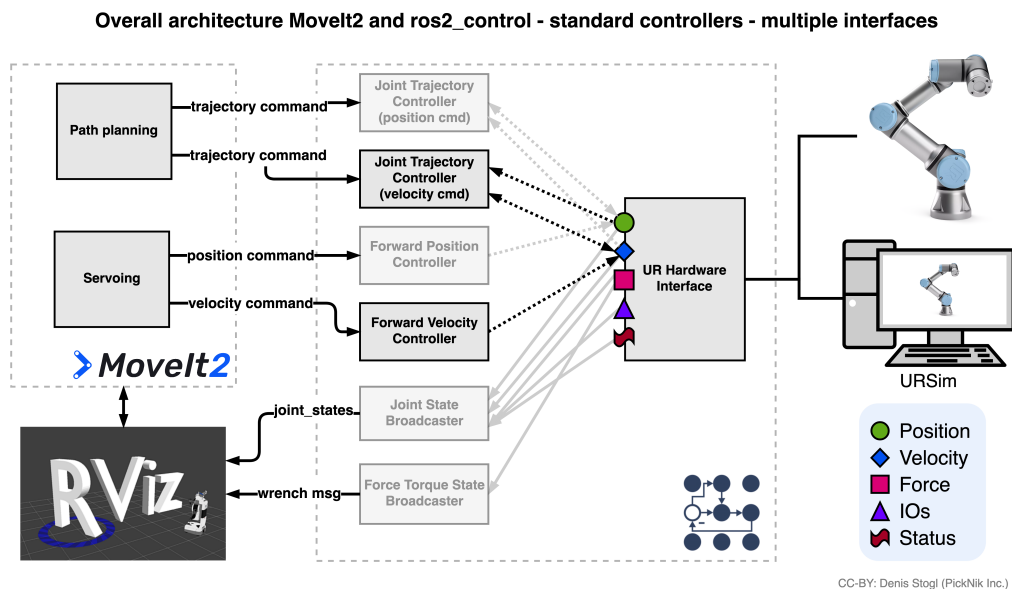 Overall architecture MoveIt2 and ros2_control - standard controllers - multiple interfaces
Path planning
trajectory command
trajectory command
Joint Trajectory
Controller
(position cmd)
Joint Trajectory
Controller
(velocity cmd)
Servoing
position command
velocity command
Forward Position
Controller
Forward Velocity
Controller
UR Hardware
Interface
MoveIt2
joint_states
Joint State
Broadcaster
wrench msg
Force Torque State
Broadcaster
RViz
URSim
Position
Velocity
Force
IOs
Status
CC-BY: Denis Stogl (PickNik Inc.)